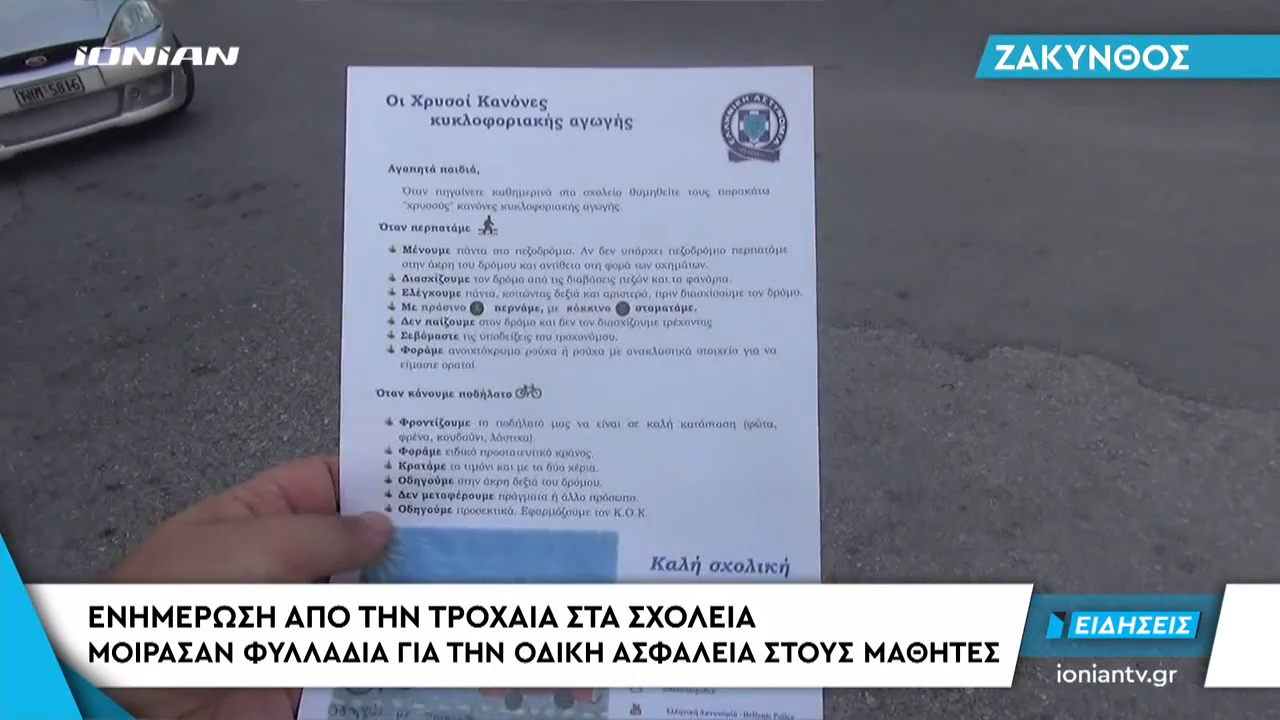 IONIAN
ΖΑΚΥΝΘΟΣ
Οι Χρυσοί Κανόνες
κυκλοφοριακής αγωγής
ΕΛΛΗΝΙΚΗ ΑΣΤΥΝΟΜΙΑ
Αγαπητά παιδιά,
Όταν πηγαίνετε καθημερινά στο σχολείο θυμηθείτε τους παρακάτω
"χρυσούς" κανόνες κυκλοφοριακής αγωγής.
Όταν περπατάμε
Μένουμε πάντα στο πεζοδρόμιο. Αν δεν υπάρχει πεζοδρόμιο περπατάμε
στην άκρη του δρόμου και αντίθετα στη φορά των οχημάτων.
Διασχίζουμε τον δρόμο από τις διαβάσεις πεζών και τα φανάρια.
Ελέγχουμε πάντα, κοιτώντας δεξιά και αριστερά, πριν διασχίσουμε τον δρόμο.
Με πράσινο περνάμε, με κόκκινο σταματάμε.
Δεν παίζουμε στον δρόμο και δεν τον διασχίζουμε τρέχοντας
Σεβόμαστε τις υποδείξεις του τροχονόμου.
Φοράμε ανοιχτόχρωμα ρούχα ή ρούχα με ανακλαστικά στοιχεία για να
είμαστε ορατοί
Όταν κάνουμε ποδήλατο
Φροντίζουμε το ποδήλατό μας να είναι σε καλή κατάσταση (φώτα,
φρένα, κουδούνι, λάστιχα).
Φοράμε ειδικό προστατευτικό κράνος.
Κρατάμε το τιμόνι και με τα δύο χέρια.
Οδηγούμε στην άκρη δεξιά του δρόμου.
Δεν μεταφέρουμε πράγματα ή άλλο πρόσωπο.
Οδηγούμε προσεκτικά. Εφαρμόζουμε τον Κ.Ο.Κ.
Καλή σχολική
ΕΝΗΜΕΡΩΣΗ ΑΠΟ ΤΗΝ ΤΡΟΧΑΙΑ ΣΤΑ ΣΧΟΛΕΙΑ
ΜΟΙΡΑΣΑΝ ΦΥΛΛΑΔΙΑ ΓΙΑ ΤΗΝ ΟΔΙΚΗ ΑΣΦΑΛΕΙΑ ΣΤΟΥΣ ΜΑΘΗΤΕΣ
ΕΙΔΗΣΕΙΣ
ioniantv.gr
Ελληνική Αστυνομία - Hellenic Police